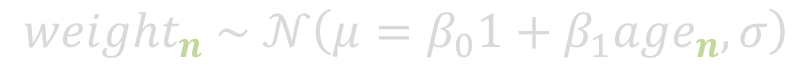 weightₙ ~ 𝒩(μ = β₀1 + β₁ageₙ, σ)